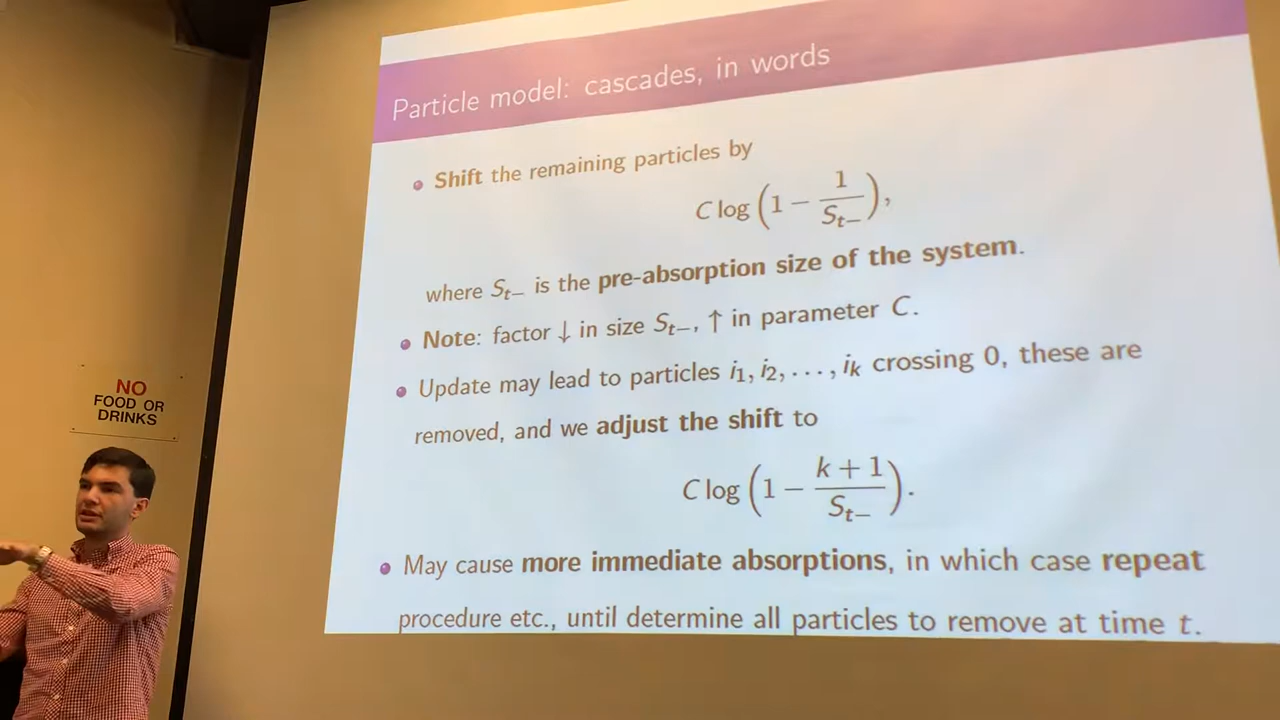 Particle model: cascades, in words
Shift the remaining particles by
C log (1 − 1/S_{t−}),
where S_{t−} is the pre-absorption size of the system.
Note: factor ↓ in size S_{t−}, ↑ in parameter C.
Update may lead to particles i₁, i₂, . . . , iₖ crossing 0, these are
removed, and we adjust the shift to
C log (1 − (k + 1)/S_{t−}).
May cause more immediate absorptions, in which case repeat
procedure etc., until determine all particles to remove at time t.
NO
FOOD OR
DRINKS